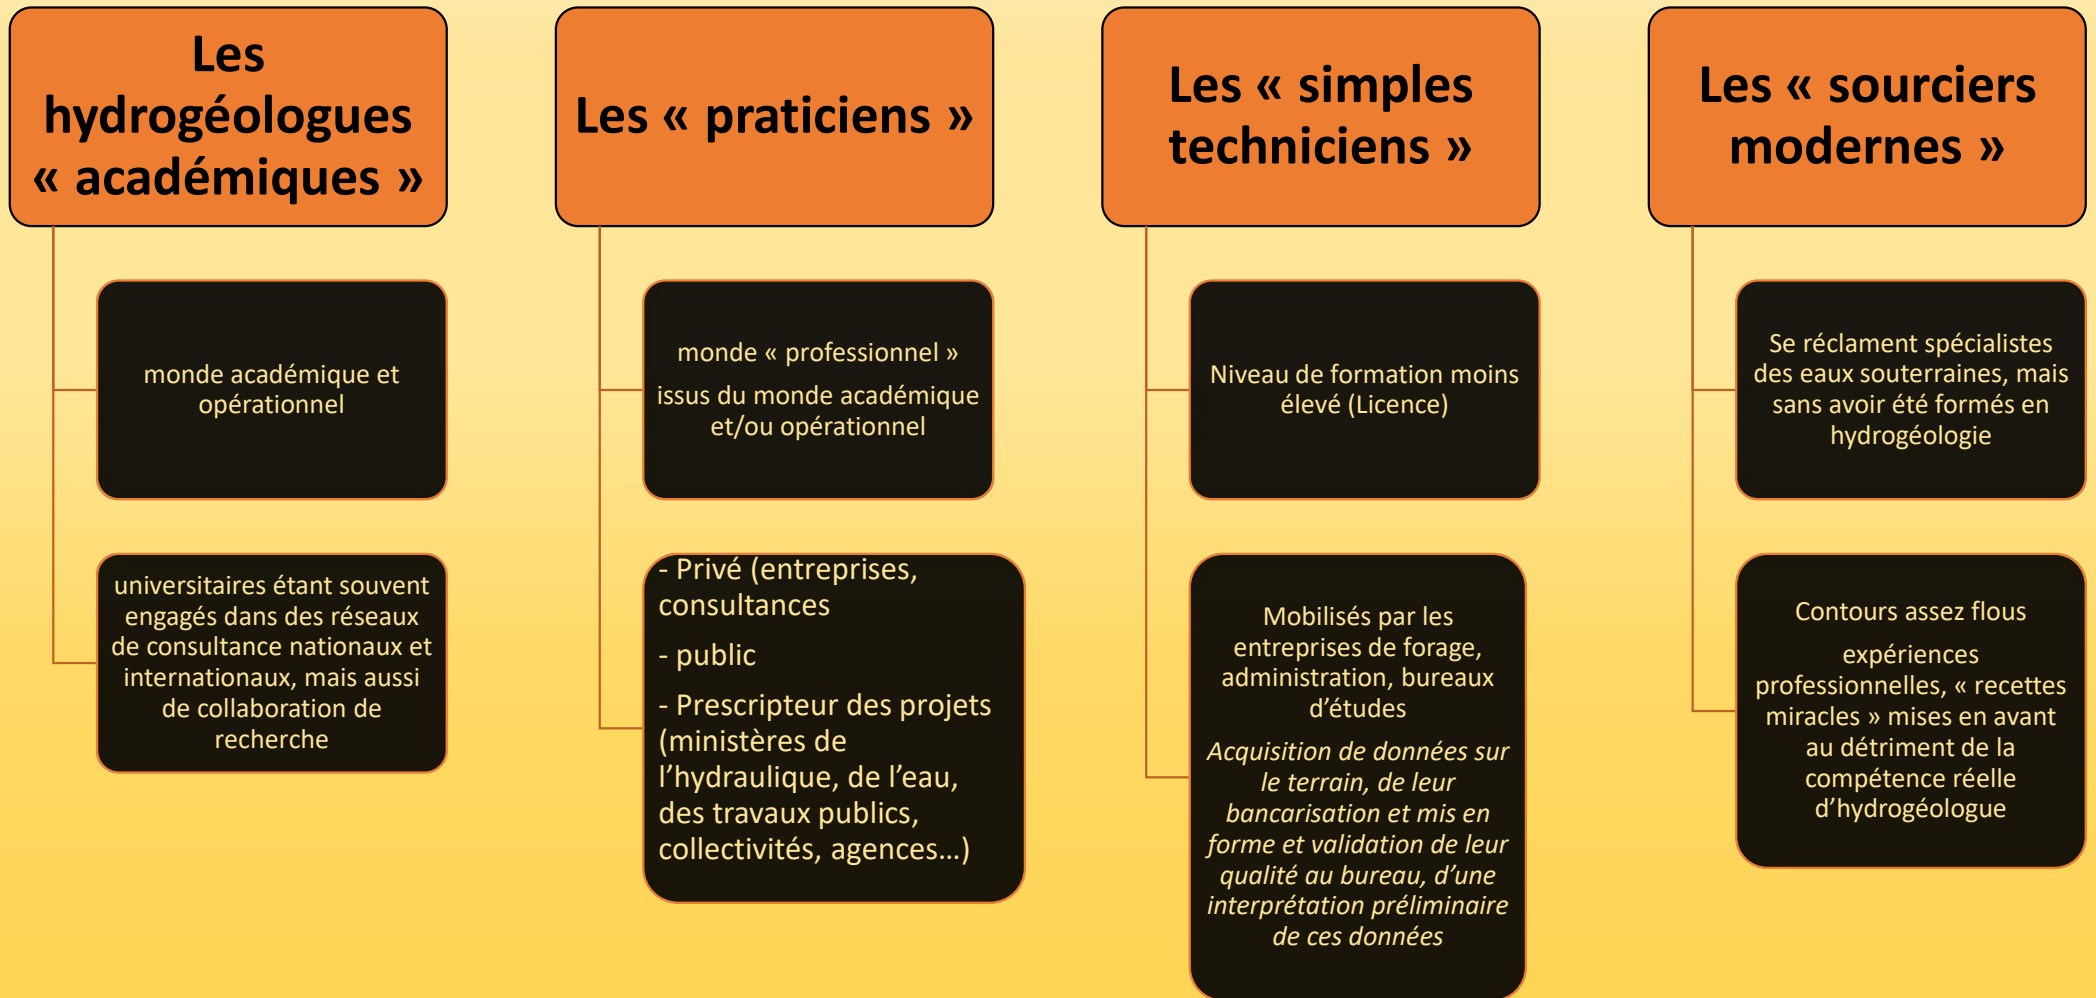 Les
hydrogéologues
« académiques »
monde académique et
opérationnel
universitaires étant souvent
engagés dans des réseaux
de consultance nationaux et
internationaux, mais aussi
de collaboration de
recherche
Les « praticiens »
monde « professionnel »
issus du monde académique
et/ou opérationnel
- Privé (entreprises,
consultances
- public
- Prescripteur des projets
(ministères de
l’hydraulique, de l’eau,
des travaux publics,
collectivités, agences…)
Les « simples
techniciens »
Niveau de formation moins
élevé (Licence)
Mobilisés par les
entreprises de forage,
administration, bureaux
d’études
Acquisition de données sur
le terrain, de leur
bancarisation et mis en
forme et validation de leur
qualité au bureau, d’une
interprétation préliminaire
de ces données
Les « sourciers
modernes »
Se réclament spécialistes
des eaux souterraines, mais
sans avoir été formés en
hydrogéologie
Contours assez flous
expériences
professionnelles, « recettes
miracles » mises en avant
au détriment de la
compétence réelle
d’hydrogéologue